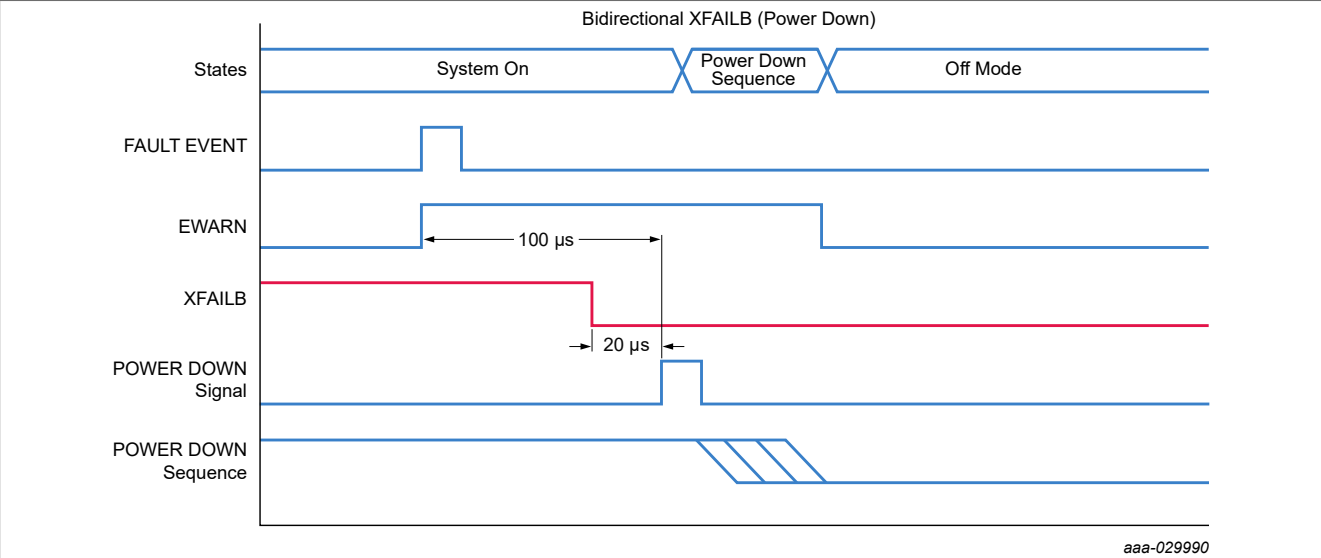 Bidirectional XFAILB (Power Down)
States
System On
Power Down
Sequence
Off Mode
FAULT EVENT
EWARN
100 µs
XFAILB
20 µs
POWER DOWN
Signal
POWER DOWN
Sequence
aaa-029990